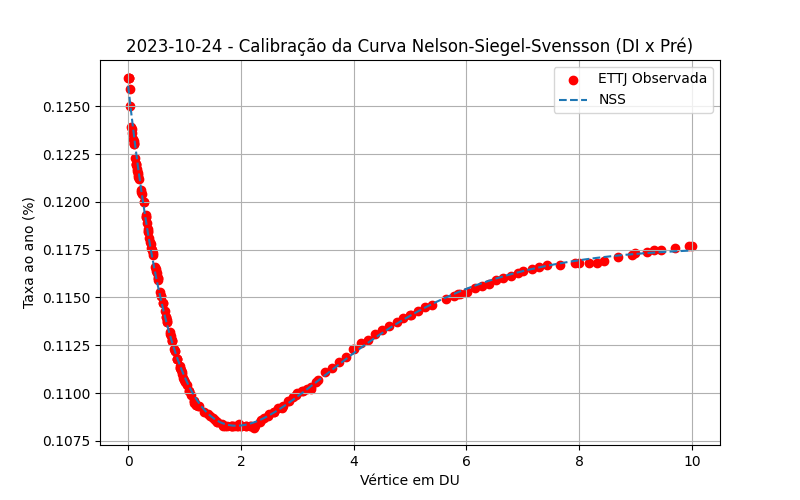 2023-10-24 - Calibração da Curva Nelson-Siegel-Svensson (DI x Pré)
ETTJ Observada
NSS
Taxa ao ano (%)
0.1250
0.1225
0.1200
0.1175
0.1150
0.1125
0.1100
0.1075
0 2 4 6 8 10
Vértice em DU